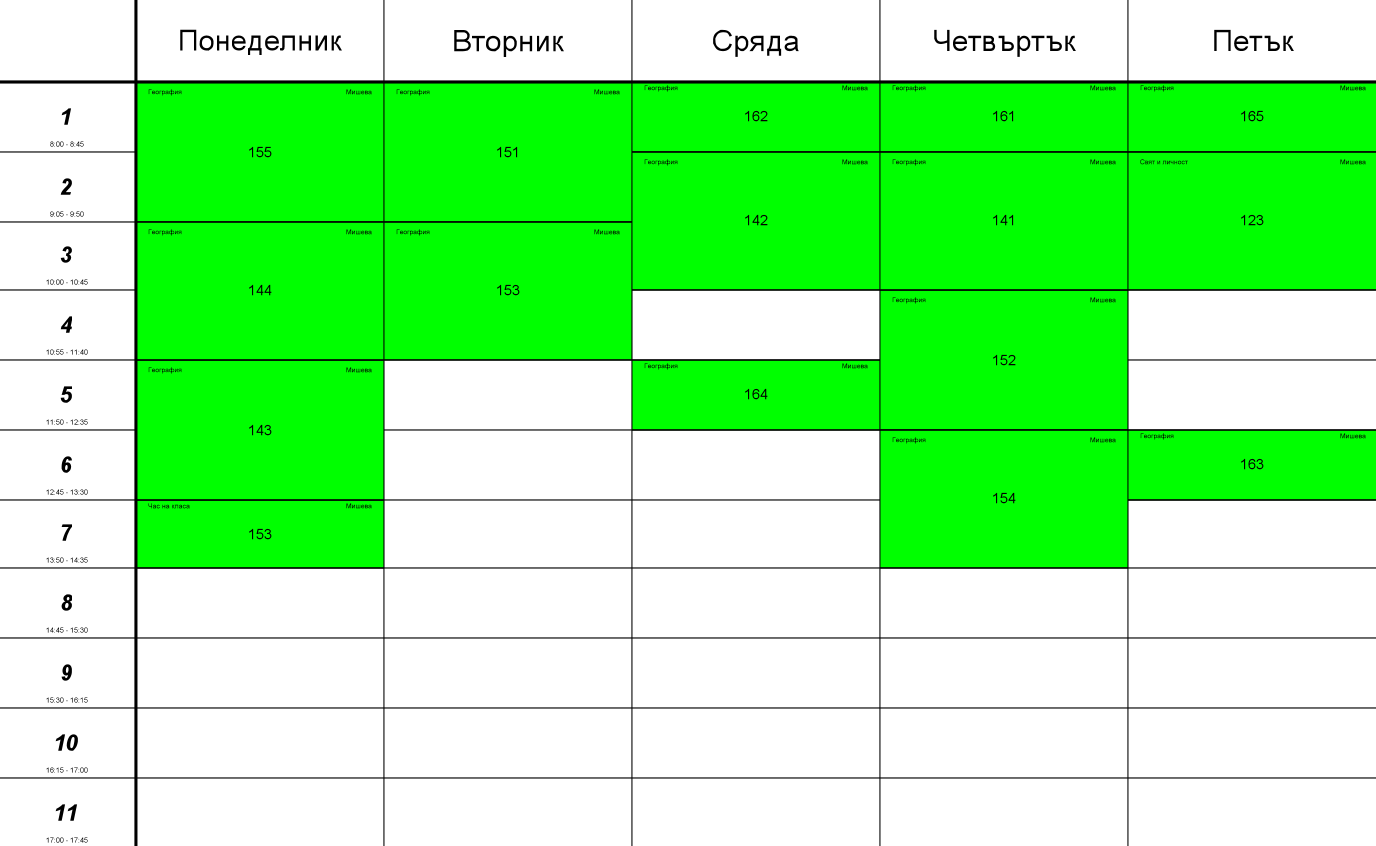 Понеделник Вторник Сряда Четвъртък Петък
География Мишева География Мишева География Мишева География Мишева География Мишева
1 162 161 165
8:00 - 8:45
155 151
География Мишева География Мишева Свят и личност Мишева
2
9:05 - 9:50
142 141 123
География Мишева География Мишева
3
10:00 - 10:45
144 153
География Мишева
4
10:55 - 11:40
152
География Мишева География Мишева
5 164
11:50 - 12:35
143
География Мишева География Мишева
6 163
12:45 - 13:30
154
Час на класа Мишева
7 153
13:50 - 14:35
8
14:45 - 15:30
9
15:30 - 16:15
10
16:15 - 17:00
11
17:00 - 17:45